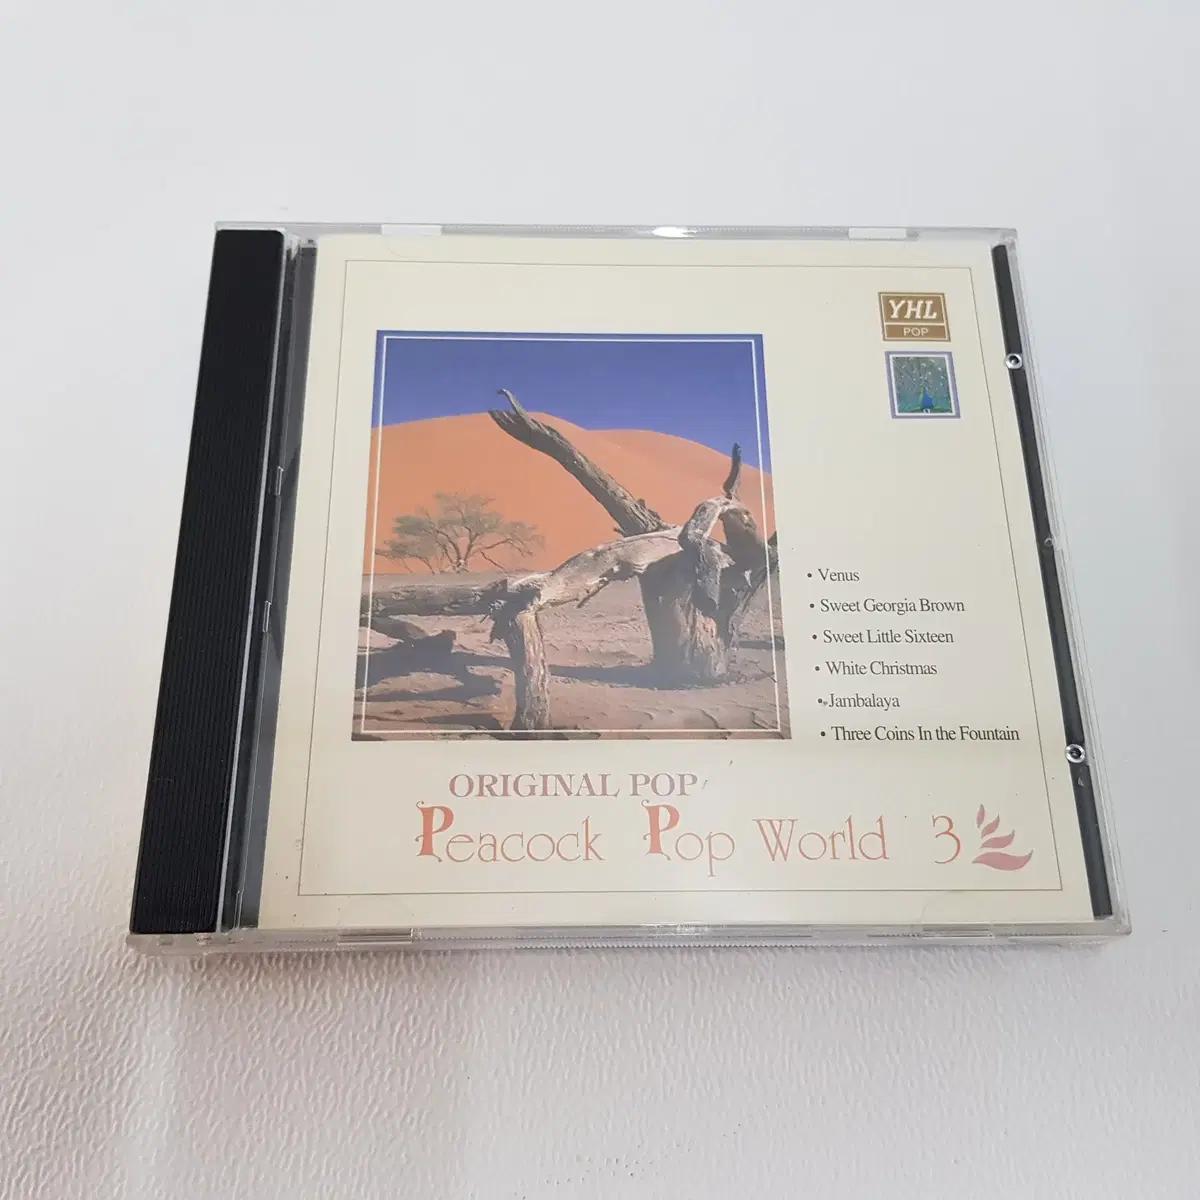 YHL
POP
• Venus
• Sweet Georgia Brown
• Sweet Little Sixteen
• White Christmas
• Jambalaya
• Three Coins In the Fountain
ORIGINAL POP
Peacock Pop World 3